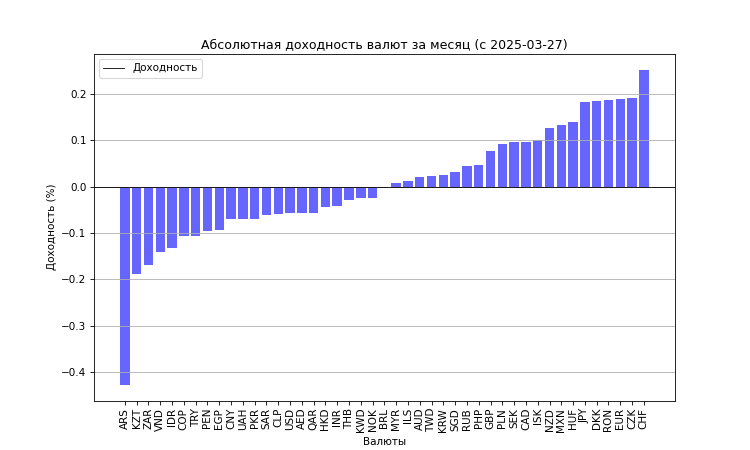 Абсолютная доходность валют за месяц (с 2025-03-27)
Доходность
Доходность (%)
0.2
0.1
0.0
−0.1
−0.2
−0.3
−0.4
ARS
KZT
ZAR
VND
IDR
COP
TRY
PEN
EGP
CNY
UAH
PKR
SAR
CLP
USD
AED
QAR
HKD
INR
THB
KWD
NOK
BRL
MYR
ILS
AUD
TWD
KRW
SGD
RUB
PHP
GBP
PLN
SEK
CAD
ISK
NZD
MXN
HUF
JPY
DKK
RON
EUR
CZK
CHF
Валюты